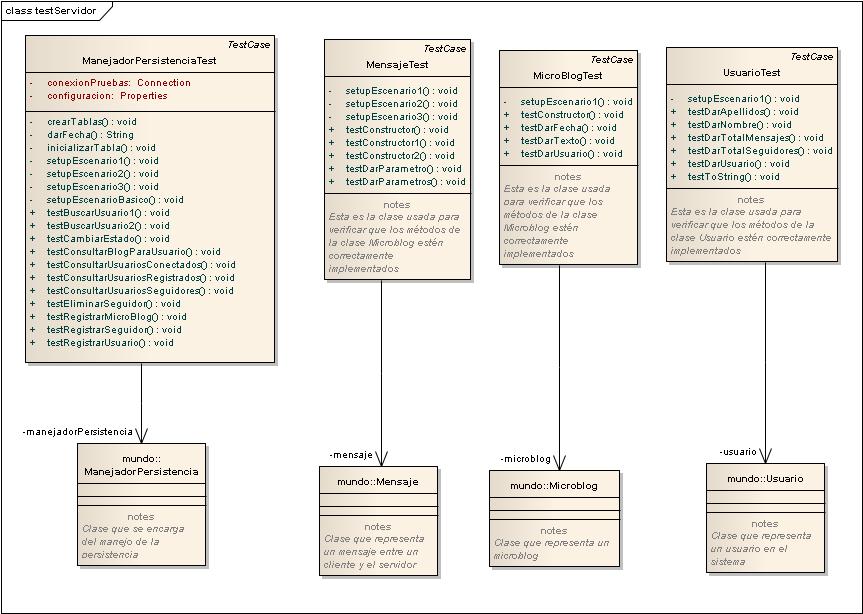 class testServidor
TestCase
ManejadorPersistenciaTest
- conexionPruebas: Connection
- configuracion: Properties
- crearTablas() : void
- darFecha() : String
- inicializarTabla() : void
- setupEscenario1() : void
- setupEscenario2() : void
- setupEscenario3() : void
- setupEscenarioBasico() : void
+ testBuscarUsuario1() : void
+ testBuscarUsuario2() : void
+ testCambiarEstado() : void
+ testConsultarBlogParaUsuario() : void
+ testConsultarUsuariosConectados() : void
+ testConsultarUsuariosRegistrados() : void
+ testConsultarUsuariosSeguidores() : void
+ testEliminarSeguidor() : void
+ testRegistrarMicroBlog() : void
+ testRegistrarSeguidor() : void
+ testRegistrarUsuario() : void
TestCase
MensajeTest
- setupEscenario1() : void
- setupEscenario2() : void
- setupEscenario3() : void
+ testConstructor() : void
+ testConstructor1() : void
+ testConstructor2() : void
+ testDarParametro() : void
+ testDarParametros() : void
notes
Esta es la clase usada para
verificar que los métodos de
la clase Microblog estén
correctamente
implementados
TestCase
MicroBlogTest
- setupEscenario1() : void
+ testConstructor() : void
+ testDarFecha() : void
+ testDarTexto() : void
+ testDarUsuario() : void
notes
Esta es la clase usada
para verificar que los
métodos de la clase
Microblog estén
correctamente
implementados
TestCase
UsuarioTest
- setupEscenario1() : void
+ testDarApellidos() : void
+ testDarNombre() : void
+ testDarTotalMensajes() : void
+ testDarTotalSeguidores() : void
+ testDarUsuario() : void
+ testToString() : void
notes
Esta es la clase usada para
verificar que los métodos de la
clase Usuario estén correctamente
implementados
-manejadorPersistencia
mundo::
ManejadorPersistencia
notes
Clase que se encarga
del manejo de la
persistencia
-mensaje
mundo::Mensaje
notes
Clase que representa
un mensaje entre un
cliente y el servidor
-microblog
mundo::Microblog
notes
Clase que representa un
microblog
-usuario
mundo::Usuario
notes
Clase que representa
un usuario en el
sistema